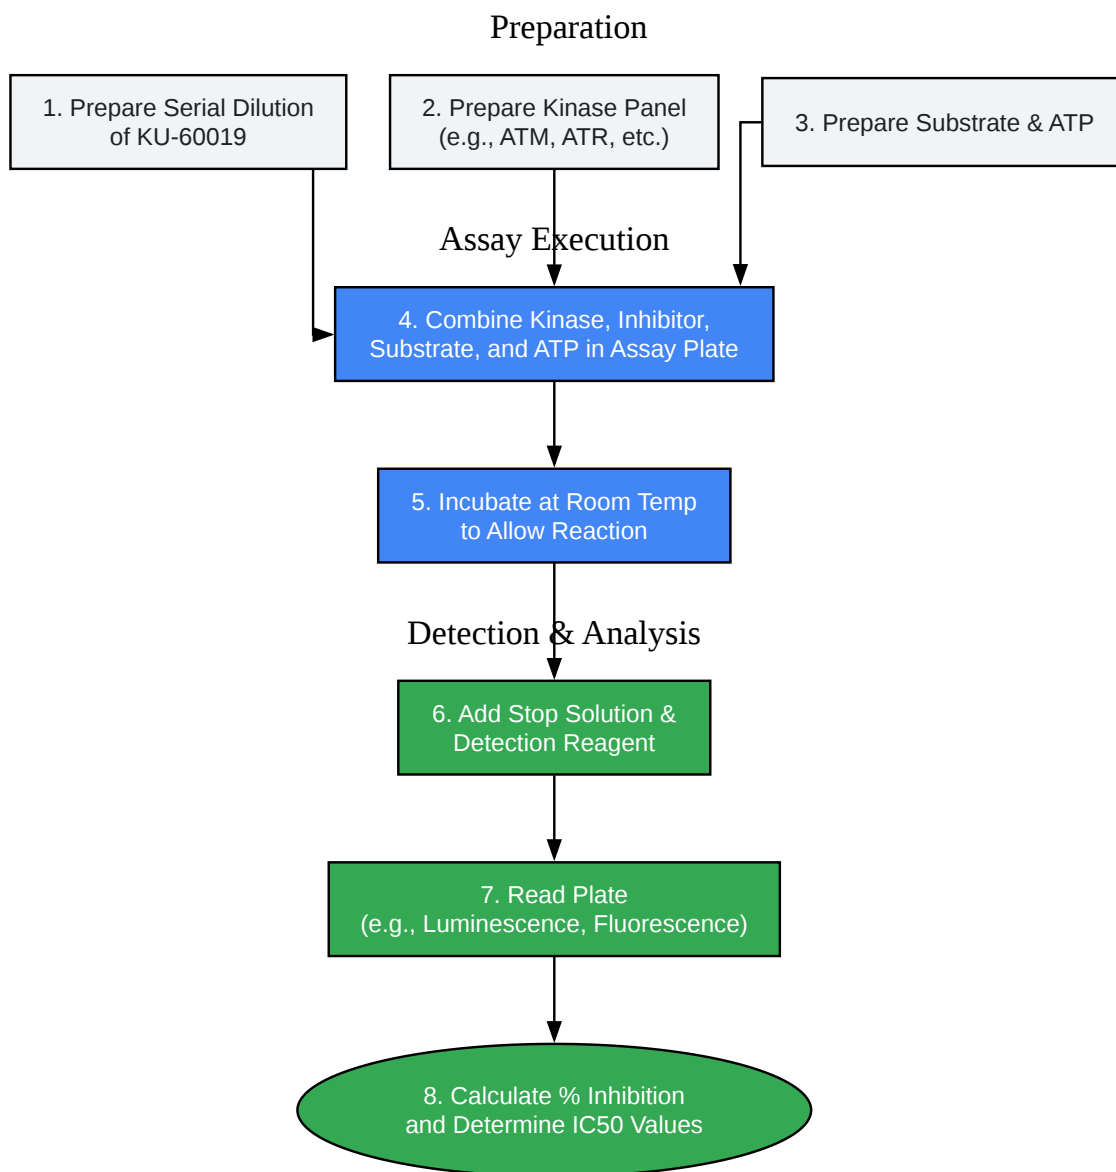 Preparation
1. Prepare Serial Dilution
of KU-60019
2. Prepare Kinase Panel
(e.g., ATM, ATR, etc.)
3. Prepare Substrate & ATP
Assay Execution
4. Combine Kinase, Inhibitor,
Substrate, and ATP in Assay Plate
5. Incubate at Room Temp
to Allow Reaction
Detection & Analysis
6. Add Stop Solution &
Detection Reagent
7. Read Plate
(e.g., Luminescence, Fluorescence)
8. Calculate % Inhibition
and Determine IC50 Values